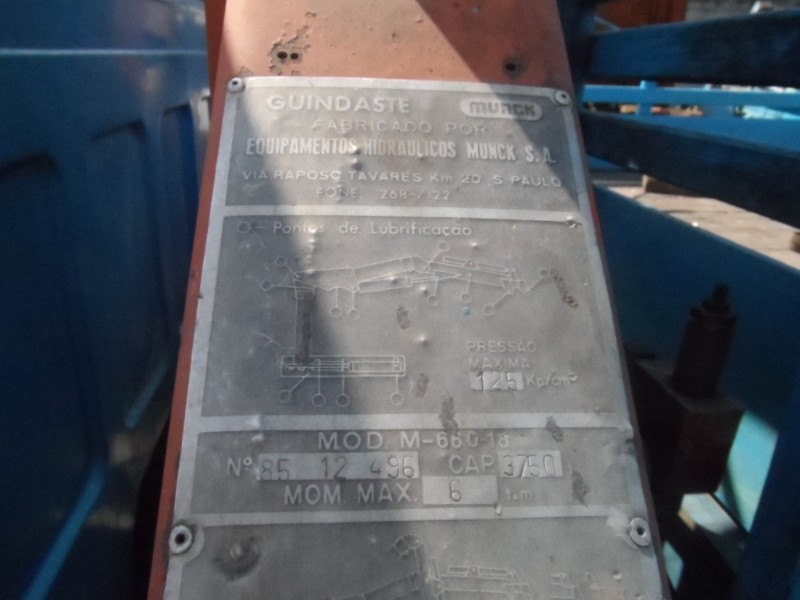 GUINDASTE MUNCK
FABRICADO POR
EQUIPAMENTOS HIDRAULICOS MUNCK S.A.
VIA RAPOSO TAVARES Km 20 S PAULO
FONE 268-7122
O - Pontos de Lubrificação
PRESSÃO
MAXIMA
125 Kp/cm²
MOD. M-660-18
Nº 85 12 496 CAP. 3750
MOM. MAX. 6 t.m